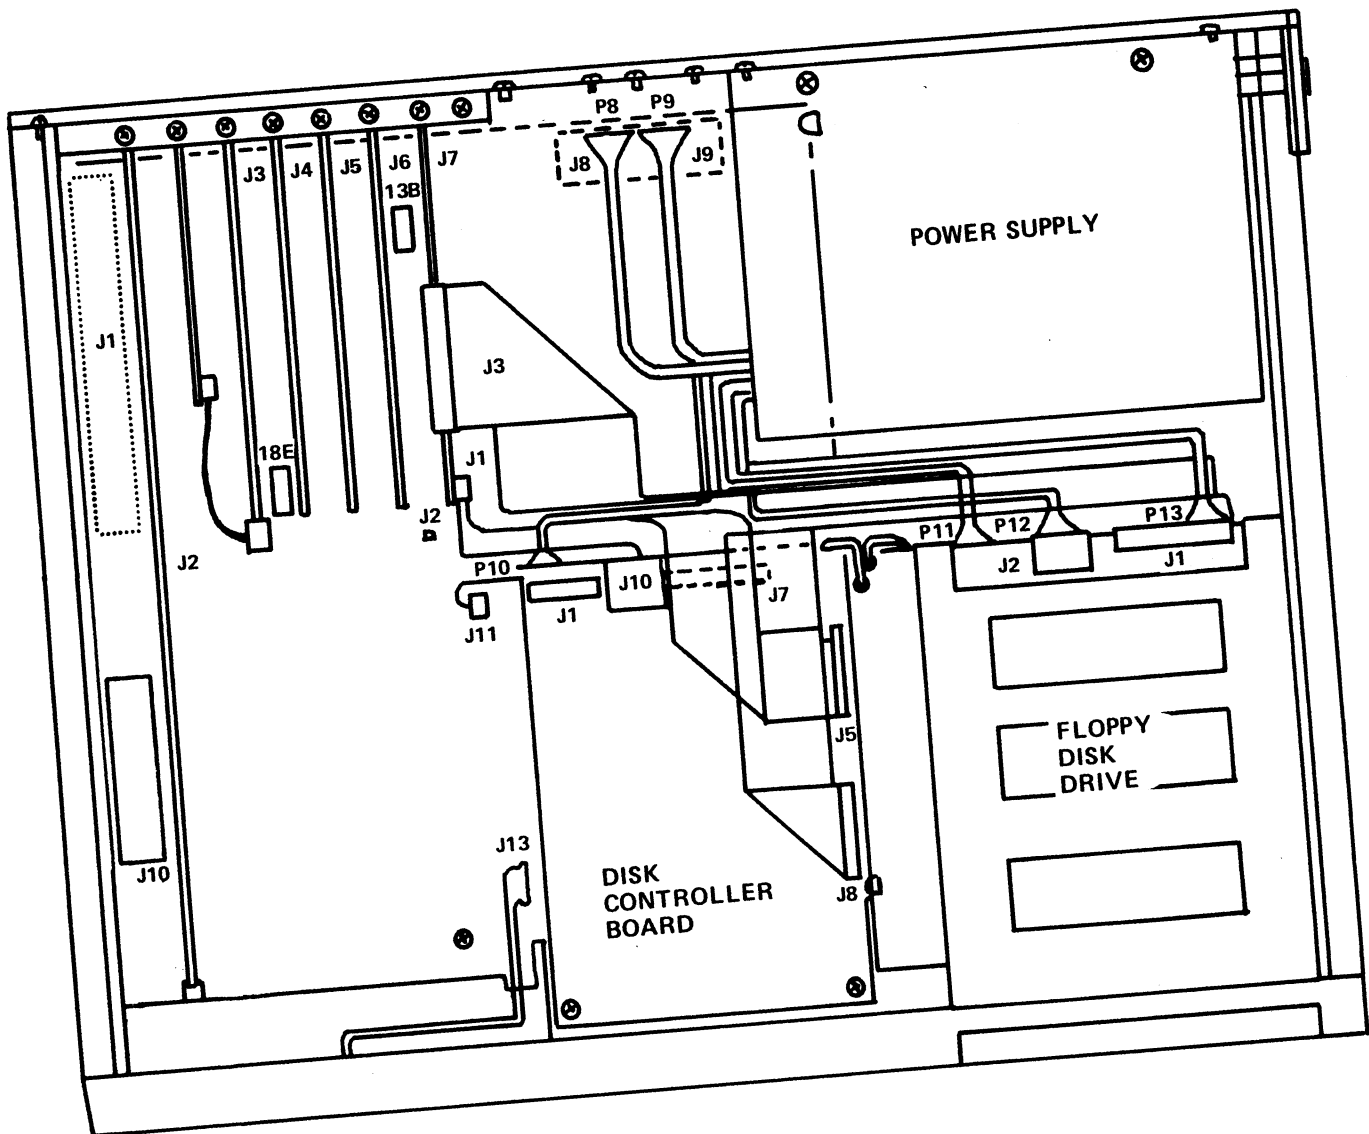 P8
P9
J3
J4
J5
J6
J7
J8
J9
13B
POWER SUPPLY
J1
J3
18E
J1
J2
J2
P10
J10
J7
P11
P12
P13
J2
J1
J11
J1
J5
FLOPPY
DISK
DRIVE
J13
J10
DISK
CONTROLLER
BOARD
J8